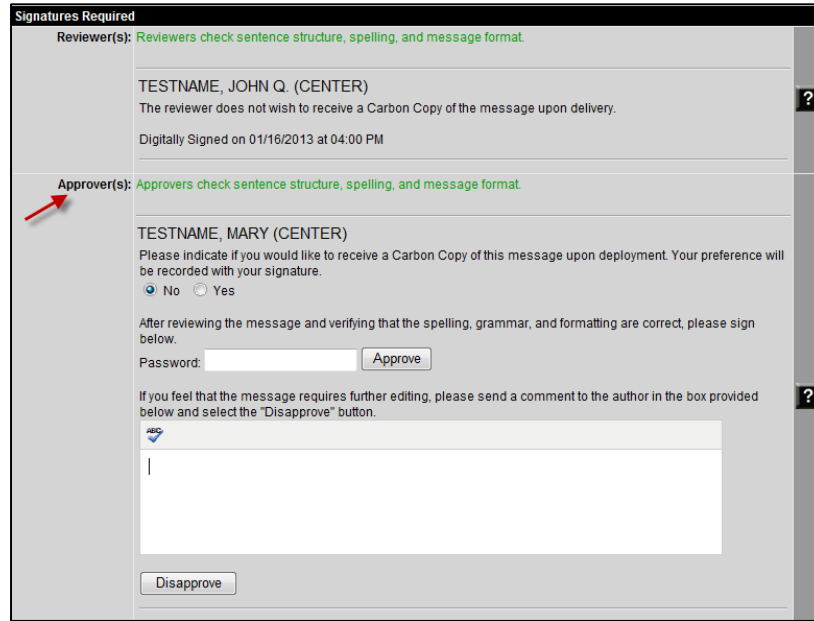 Signatures Required
Reviewer(s): Reviewers check sentence structure, spelling, and message format.
TESTNAME, JOHN Q. (CENTER)
The reviewer does not wish to receive a Carbon Copy of the message upon delivery.
?
Digitally Signed on 01/16/2013 at 04:00 PM
Approver(s): Approvers check sentence structure, spelling, and message format.
TESTNAME, MARY (CENTER)
Please indicate if you would like to receive a Carbon Copy of this message upon deployment. Your preference will
be recorded with your signature.
No Yes
After reviewing the message and verifying that the spelling, grammar, and formatting are correct, please sign
below.
Password: Approve
If you feel that the message requires further editing, please send a comment to the author in the box provided
below and select the "Disapprove" button.
?
ABC
Disapprove